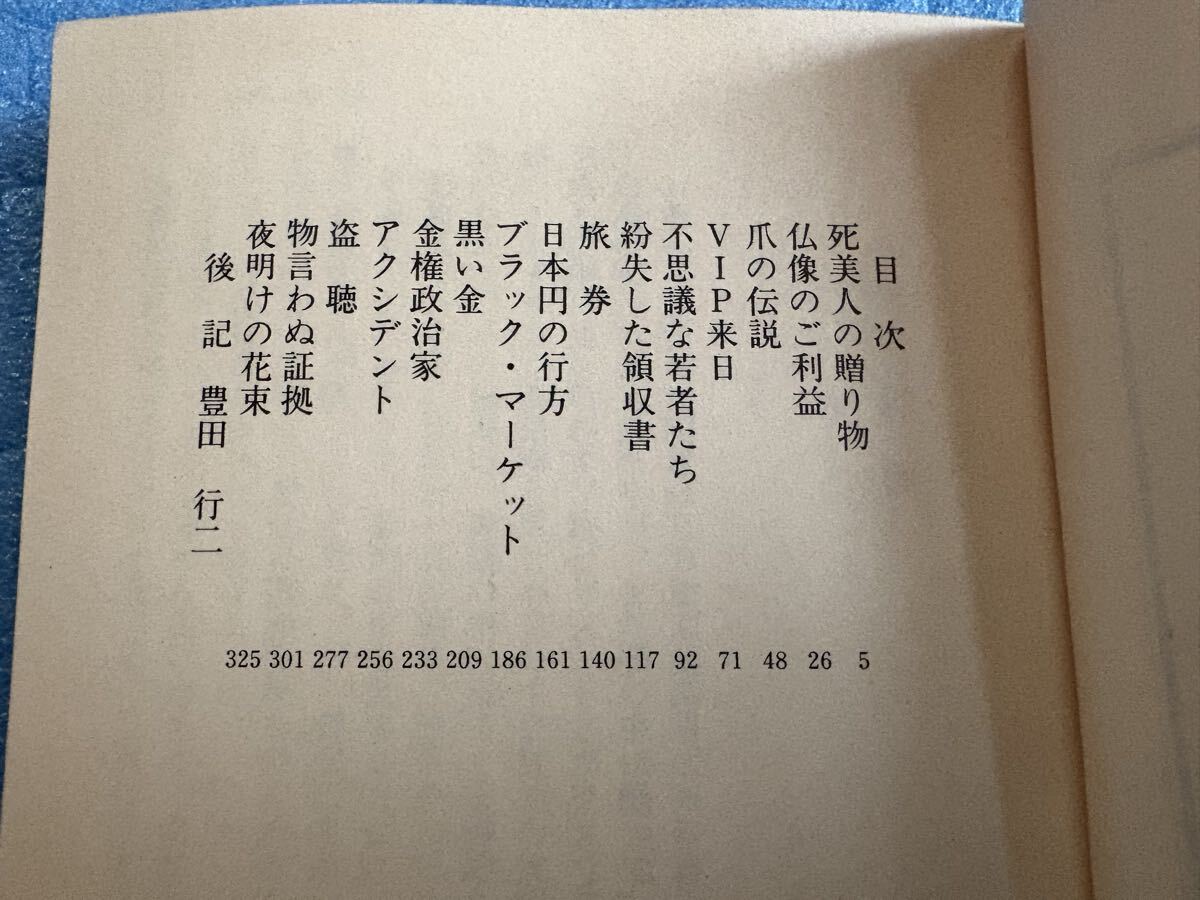 目次
死美人の贈り物 5
仏像のご利益 26
爪の伝説 48
VIP来日 71
不思議な若者たち 92
紛失した領収書 117
旅券 140
日本円の行方 161
ブラック・マーケット 186
黒い金 209
金権政治家 233
アクシデント 256
盗聴 277
物言わぬ証拠 301
夜明けの花束 325
後記 豊田 行二